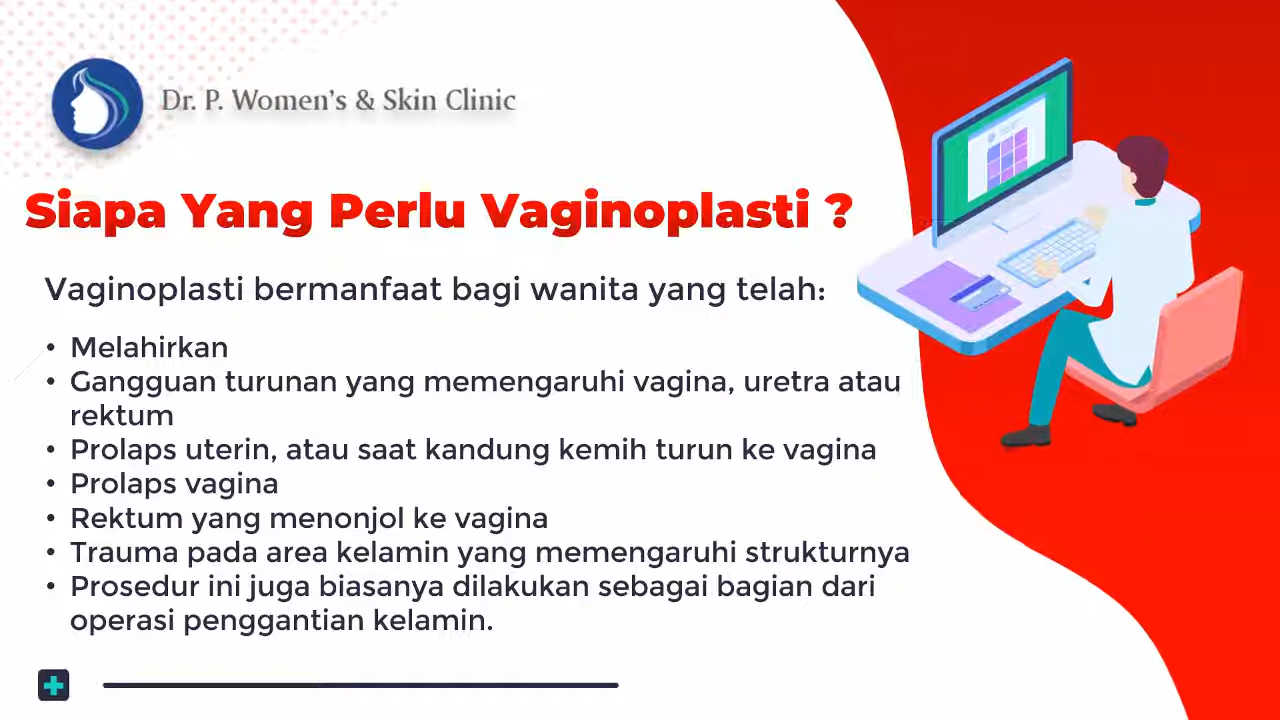 Dr. P. Women's & Skin Clinic
Siapa Yang Perlu Vaginoplasti ?
Vaginoplasti bermanfaat bagi wanita yang telah:
• Melahirkan
• Gangguan turunan yang memengaruhi vagina, uretra atau
rektum
• Prolaps uterin, atau saat kandung kemih turun ke vagina
• Prolaps vagina
• Rektum yang menonjol ke vagina
• Trauma pada area kelamin yang memengaruhi strukturnya
• Prosedur ini juga biasanya dilakukan sebagai bagian dari
operasi penggantian kelamin.